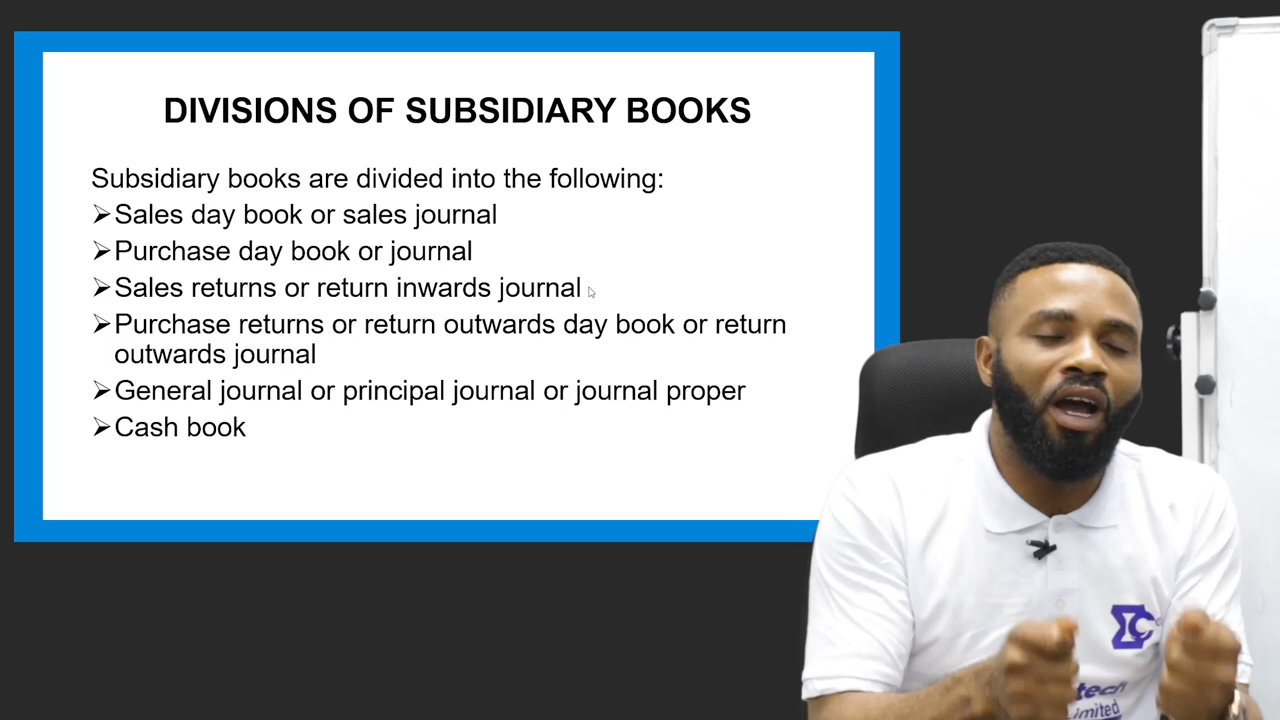 DIVISIONS OF SUBSIDIARY BOOKS
Subsidiary books are divided into the following:
➢Sales day book or sales journal
➢Purchase day book or journal
➢Sales returns or return inwards journal
➢Purchase returns or return outwards day book or return
outwards journal
➢General journal or principal journal or journal proper
➢Cash book